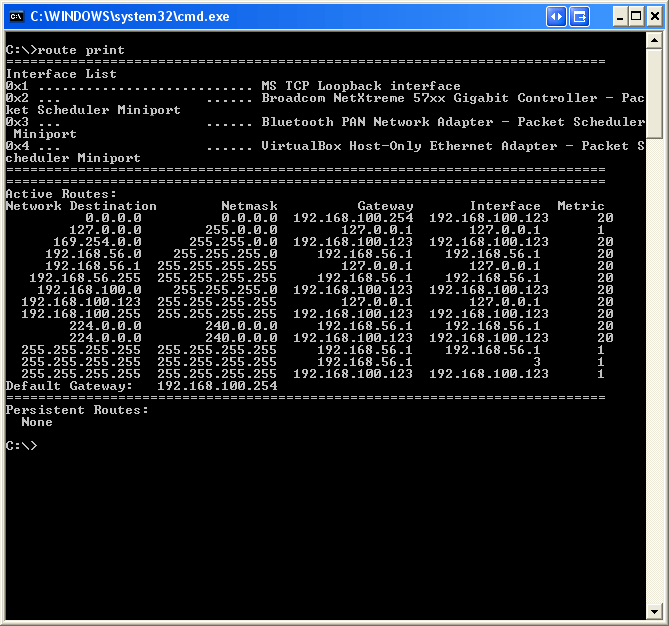 C:\WINDOWS\system32\cmd.exe
C:\>route print
===========================================================================
Interface List
0x1 ........................... MS TCP Loopback interface
0x2 ...                  ...... Broadcom NetXtreme 57xx Gigabit Controller - Pac
ket Scheduler Miniport
0x3 ...                  ...... Bluetooth PAN Network Adapter - Packet Scheduler
 Miniport
0x4 ...                  ...... VirtualBox Host-Only Ethernet Adapter - Packet S
cheduler Miniport
===========================================================================
===========================================================================
Active Routes:
Network Destination        Netmask          Gateway       Interface  Metric
          0.0.0.0          0.0.0.0  192.168.100.254  192.168.100.123      20
        127.0.0.0        255.0.0.0        127.0.0.1        127.0.0.1      1
      169.254.0.0      255.255.0.0  192.168.100.123  192.168.100.123      20
     192.168.56.0    255.255.255.0     192.168.56.1     192.168.56.1      20
     192.168.56.1  255.255.255.255        127.0.0.1        127.0.0.1      20
   192.168.56.255  255.255.255.255     192.168.56.1     192.168.56.1      20
    192.168.100.0    255.255.255.0  192.168.100.123  192.168.100.123      20
  192.168.100.123  255.255.255.255        127.0.0.1        127.0.0.1      20
  192.168.100.255  255.255.255.255  192.168.100.123  192.168.100.123      20
        224.0.0.0        240.0.0.0     192.168.56.1     192.168.56.1      20
        224.0.0.0        240.0.0.0  192.168.100.123  192.168.100.123      20
  255.255.255.255  255.255.255.255     192.168.56.1     192.168.56.1      1
  255.255.255.255  255.255.255.255     192.168.56.1                3      1
  255.255.255.255  255.255.255.255  192.168.100.123  192.168.100.123      1
Default Gateway:   192.168.100.254
===========================================================================
Persistent Routes:
  None
C:\>